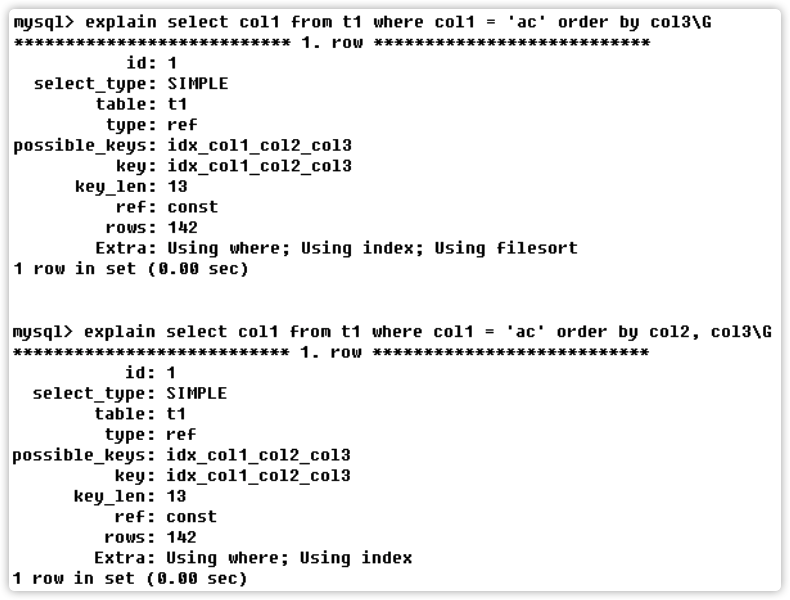 mysql> explain select col1 from t1 where col1 = 'ac' order by col3\G
*************************** 1. row ***************************
id: 1
select_type: SIMPLE
table: t1
type: ref
possible_keys: idx_col1_col2_col3
key: idx_col1_col2_col3
key_len: 13
ref: const
rows: 142
Extra: Using where; Using index; Using filesort
1 row in set (0.00 sec)
mysql> explain select col1 from t1 where col1 = 'ac' order by col2, col3\G
*************************** 1. row ***************************
id: 1
select_type: SIMPLE
table: t1
type: ref
possible_keys: idx_col1_col2_col3
key: idx_col1_col2_col3
key_len: 13
ref: const
rows: 142
Extra: Using where; Using index
1 row in set (0.00 sec)